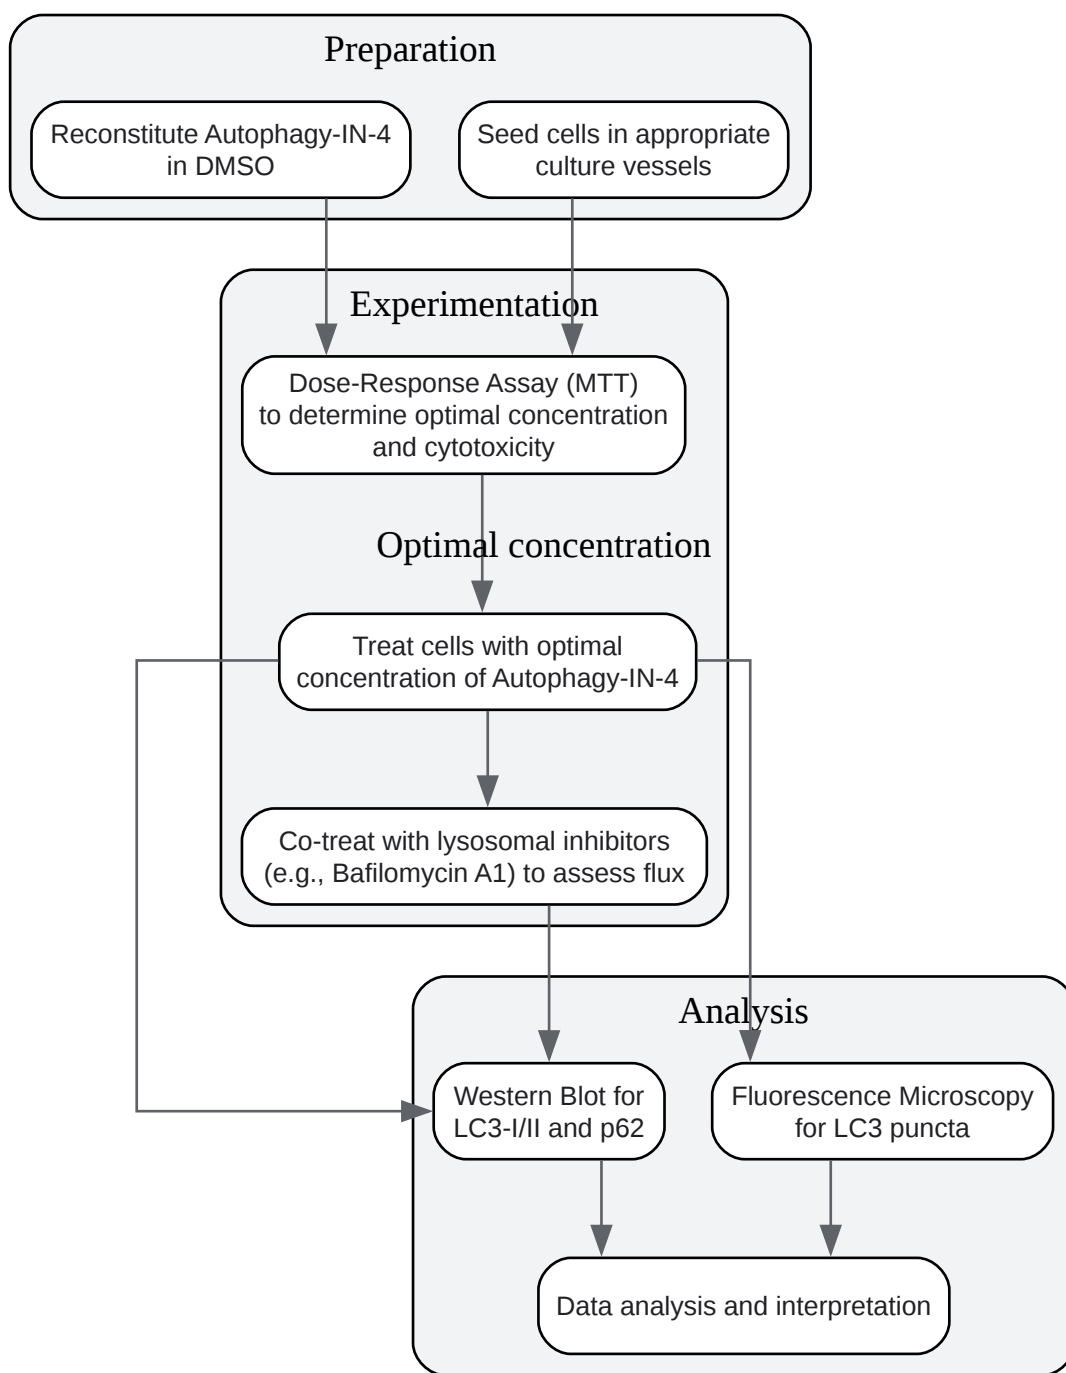 Preparation
Reconstitute Autophagy-IN-4
in DMSO
Seed cells in appropriate
culture vessels
Experimentation
Dose-Response Assay (MTT)
to determine optimal concentration
and cytotoxicity
Optimal concentration
Treat cells with optimal
concentration of Autophagy-IN-4
Co-treat with lysosomal inhibitors
(e.g., Bafilomycin A1) to assess flux
Analysis
Western Blot for
LC3-I/II and p62
Fluorescence Microscopy
for LC3 puncta
Data analysis and interpretation